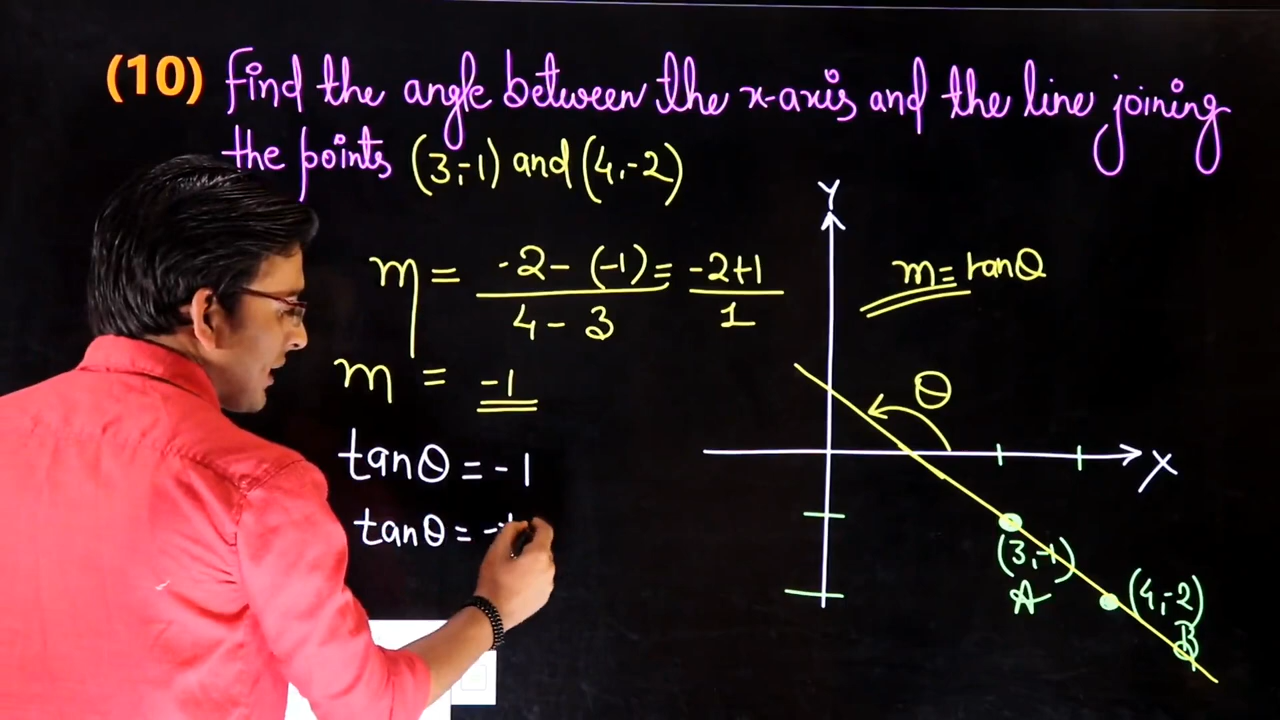 (10) Find the angle between the x-axis and the line joining
the points (3,-1) and (4,-2)
m = -2-(-1) / 4-3 = -2+1 / 1
m = -1
tanθ = -1
tanθ = -
Y
m = tanθ
θ
X
(3,-1)
A
(4,-2)
B